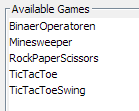 Available Games
BinaerOperatoren
Minesweeper
RockPaperScissors
TicTacToe
TicTacToeSwing